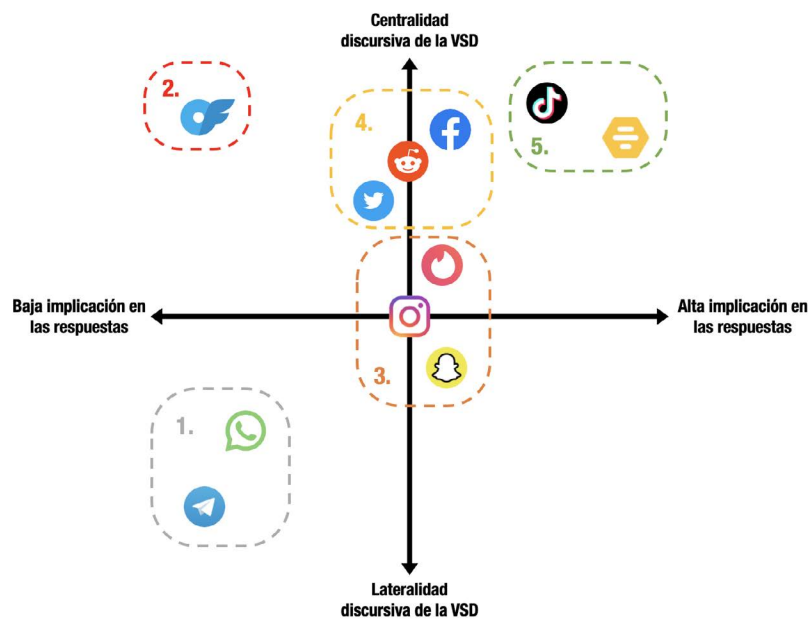 Centralidad
discursiva de la VSD
2.
4.
5.
Baja implicación en
las respuestas
Alta implicación en
las respuestas
3.
1.
Lateralidad
discursiva de la VSD